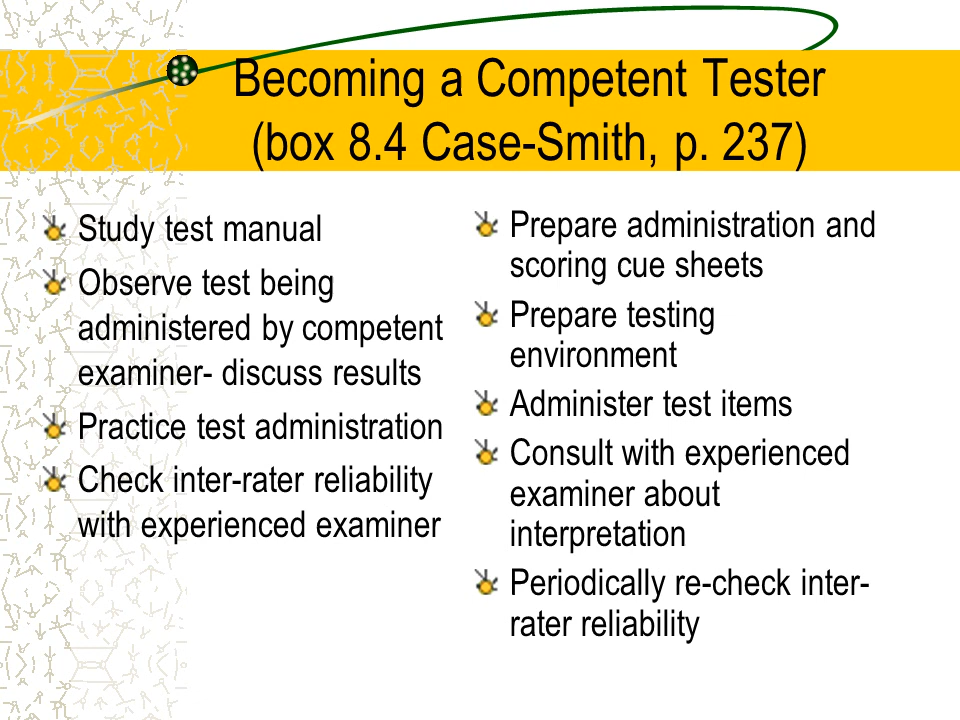 Becoming a Competent Tester
(box 8.4 Case-Smith, p. 237)
Study test manual
Observe test being
administered by competent
examiner- discuss results
Practice test administration
Check inter-rater reliability
with experienced examiner
Prepare administration and
scoring cue sheets
Prepare testing
environment
Administer test items
Consult with experienced
examiner about
interpretation
Periodically re-check inter-
rater reliability